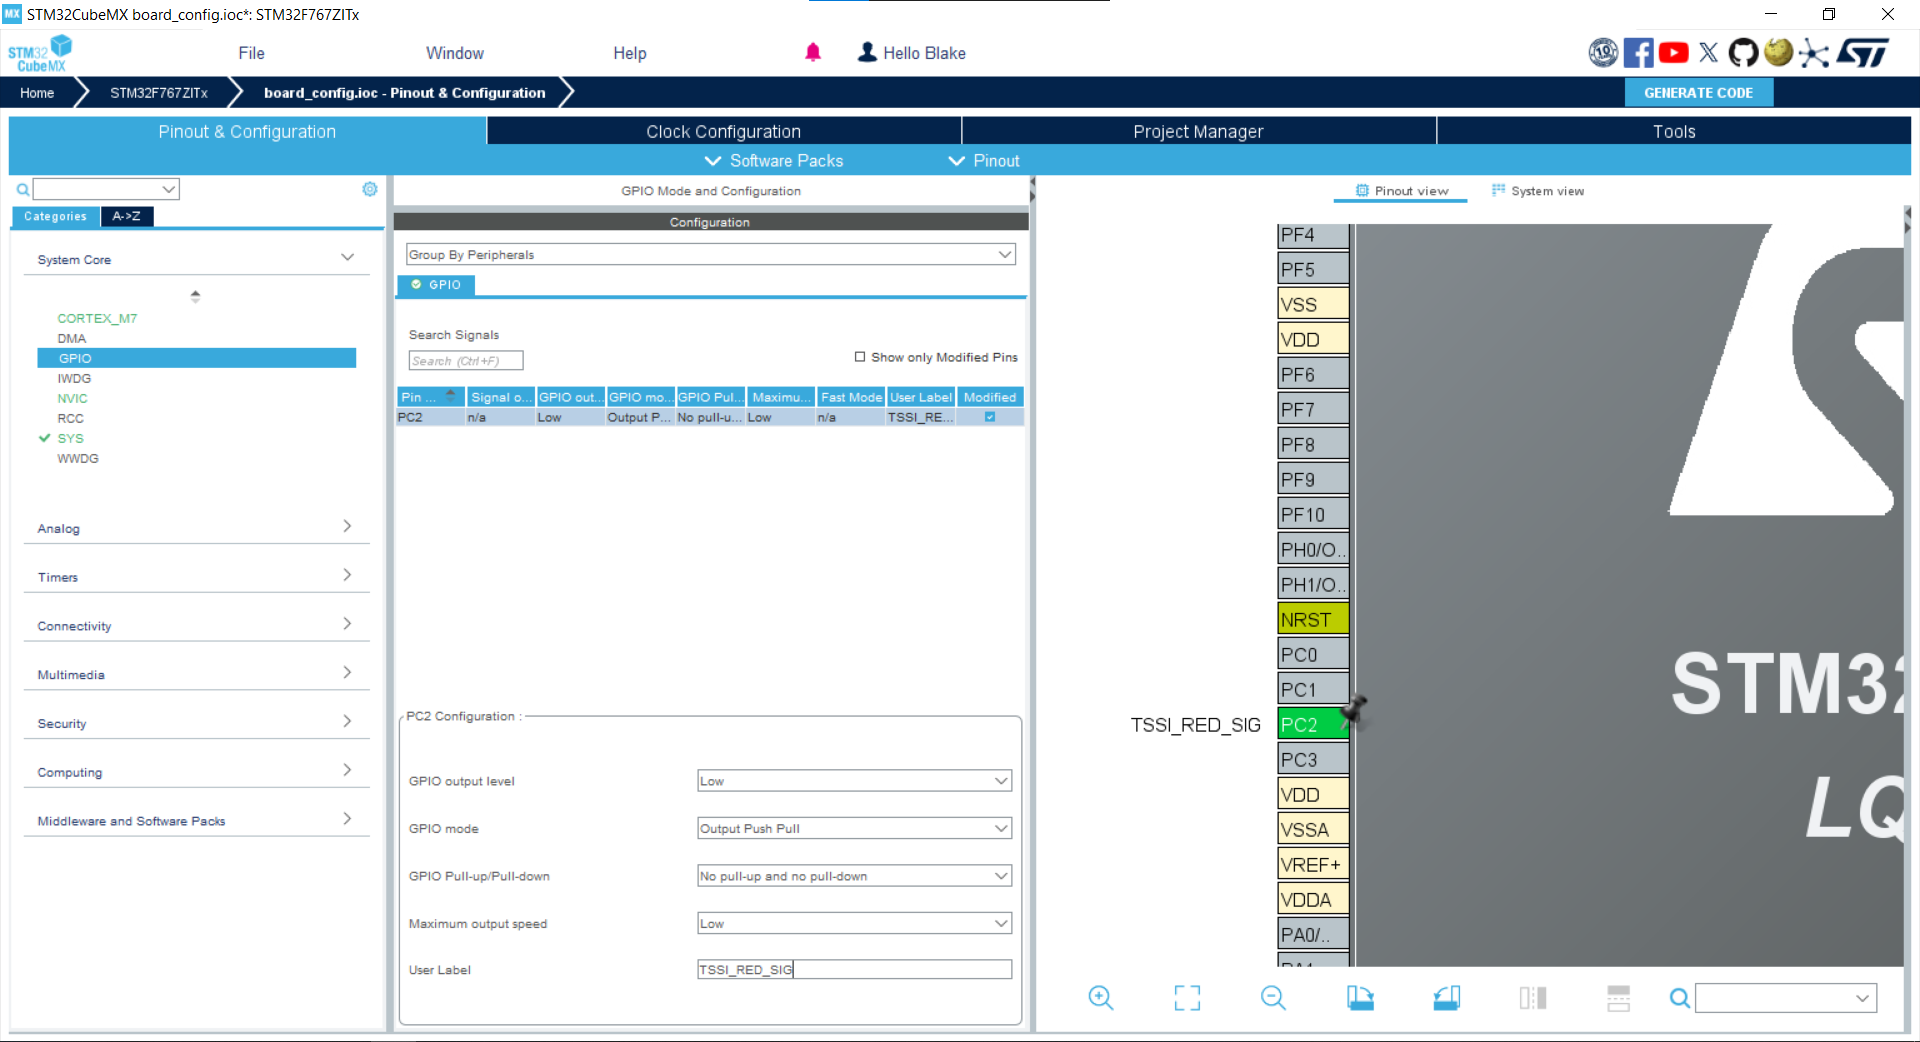 MX STM32CubeMX board_config.ioc*: STM32F767ZITx
STM32
CubeMX
File
Window
Help
Hello Blake
10
ST
Home
STM32F767ZITx
board_config.ioc - Pinout & Configuration
GENERATE CODE
Pinout & Configuration
Clock Configuration
Project Manager
Tools
Software Packs
Pinout
Categories
A->Z
System Core
CORTEX_M7
DMA
GPIO
IWDG
NVIC
RCC
SYS
WWDG
Analog
Timers
Connectivity
Multimedia
Security
Computing
Middleware and Software Packs
GPIO Mode and Configuration
Configuration
Group By Peripherals
GPIO
Search Signals
Search (Ctrl+F)
Show only Modified Pins
Pin ... Signal o... GPIO out... GPIO mo... GPIO Pul... Maximu... Fast Mode User Label Modified
PC2 n/a Low Output P... No pull-u... Low n/a TSSI_RE...
PC2 Configuration :
GPIO output level Low
GPIO mode Output Push Pull
GPIO Pull-up/Pull-down No pull-up and no pull-down
Maximum output speed Low
User Label TSSI_RED_SIG
Pinout view
System view
PF4
PF5
VSS
VDD
PF6
PF7
PF8
PF9
PF10
PH0/O..
PH1/O..
NRST
PC0
PC1
TSSI_RED_SIG PC2
PC3
VDD
VSSA
VREF+
VDDA
PA0/..
PA1
STM32
LQ